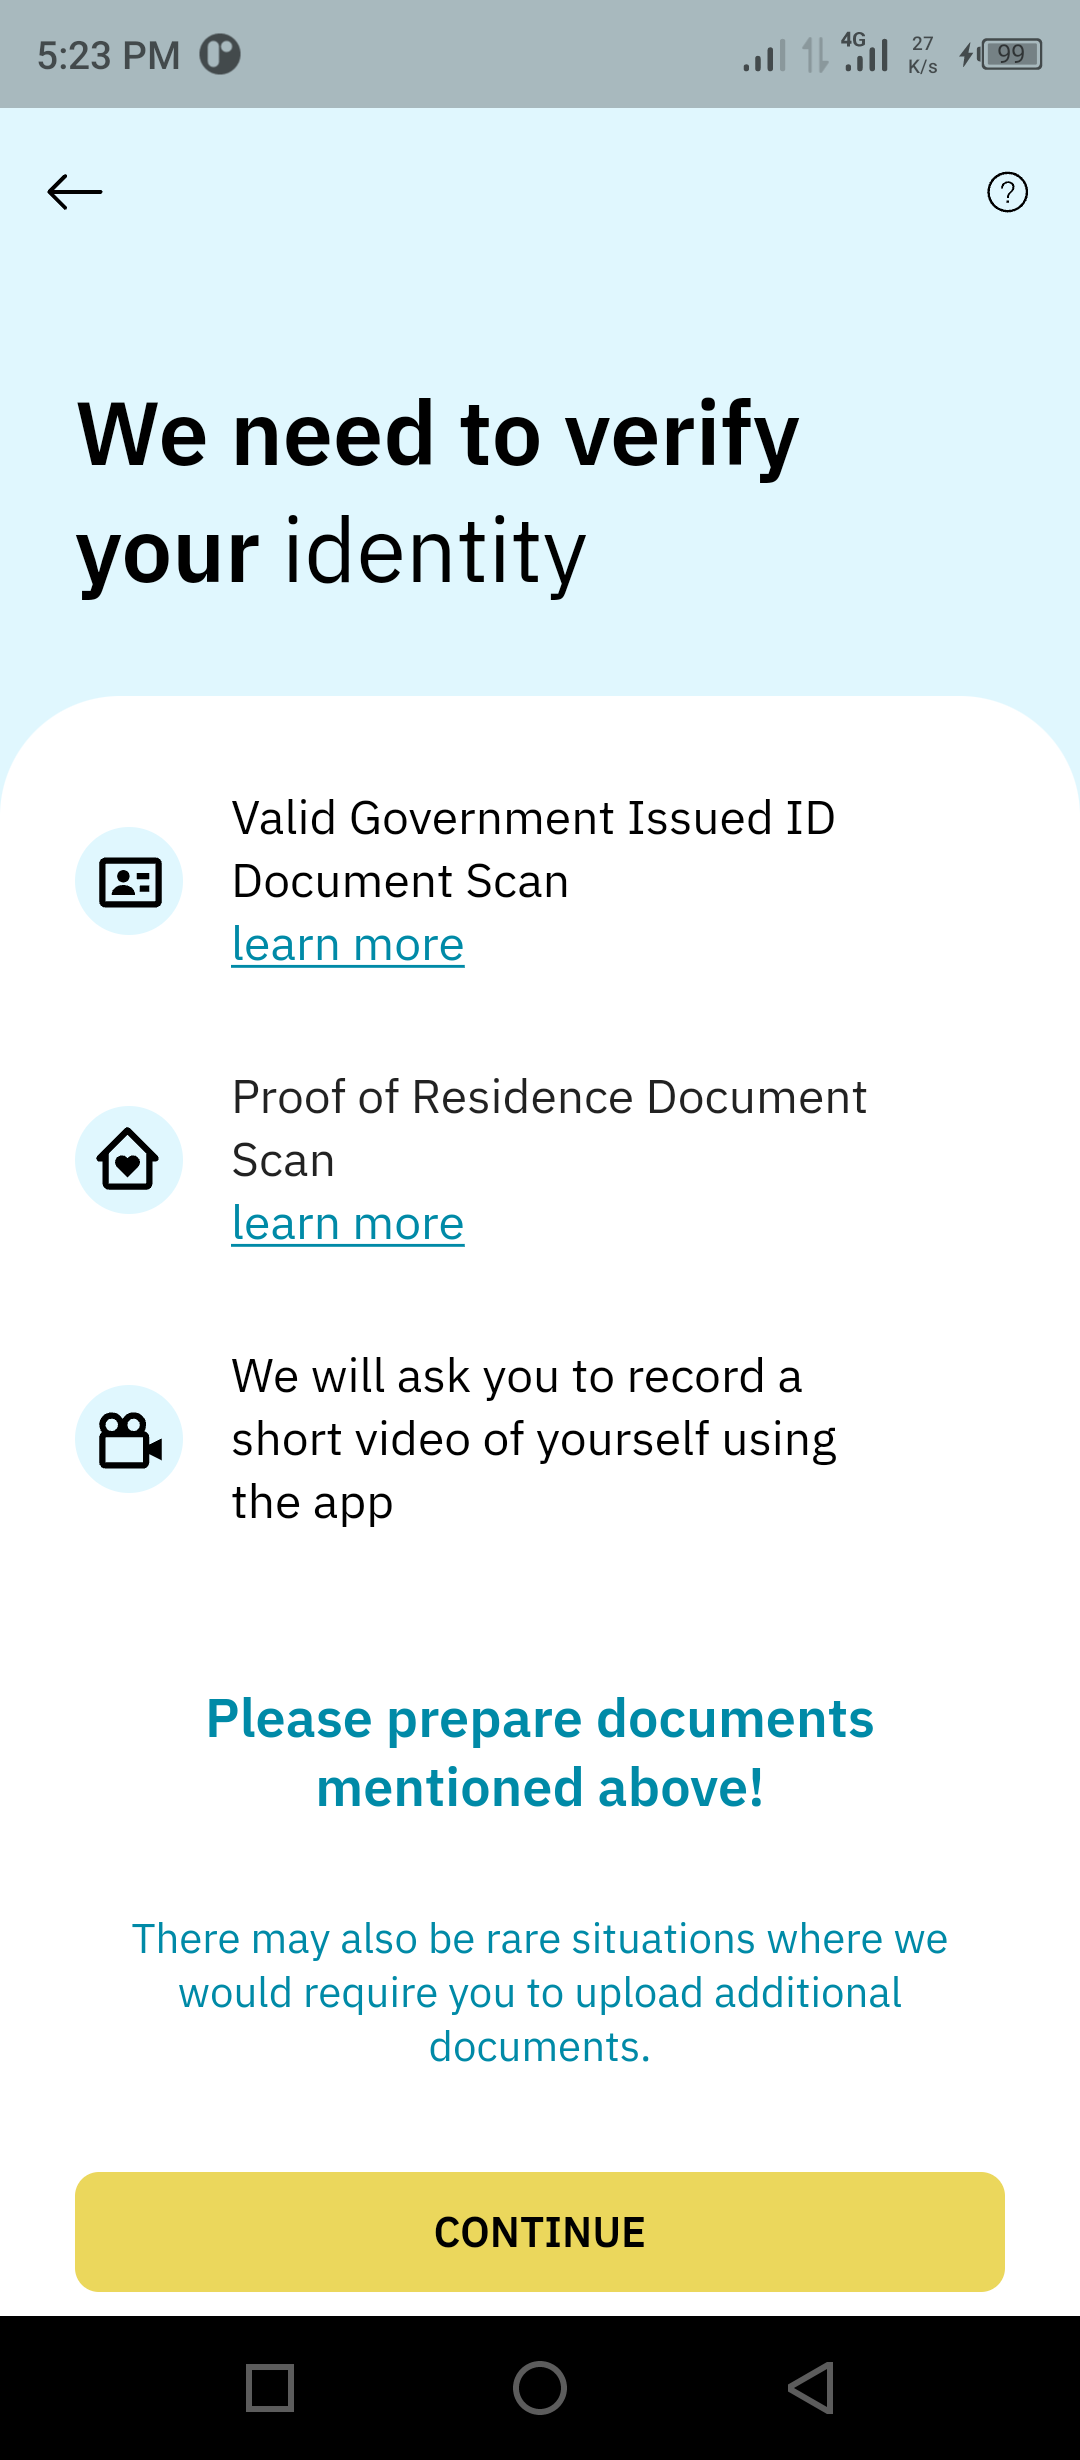 5:23 PM
4G
27
K/s
99
We need to verify
your identity
Valid Government Issued ID
Document Scan
learn more
Proof of Residence Document
Scan
learn more
We will ask you to record a
short video of yourself using
the app
Please prepare documents
mentioned above!
There may also be rare situations where we
would require you to upload additional
documents.
CONTINUE